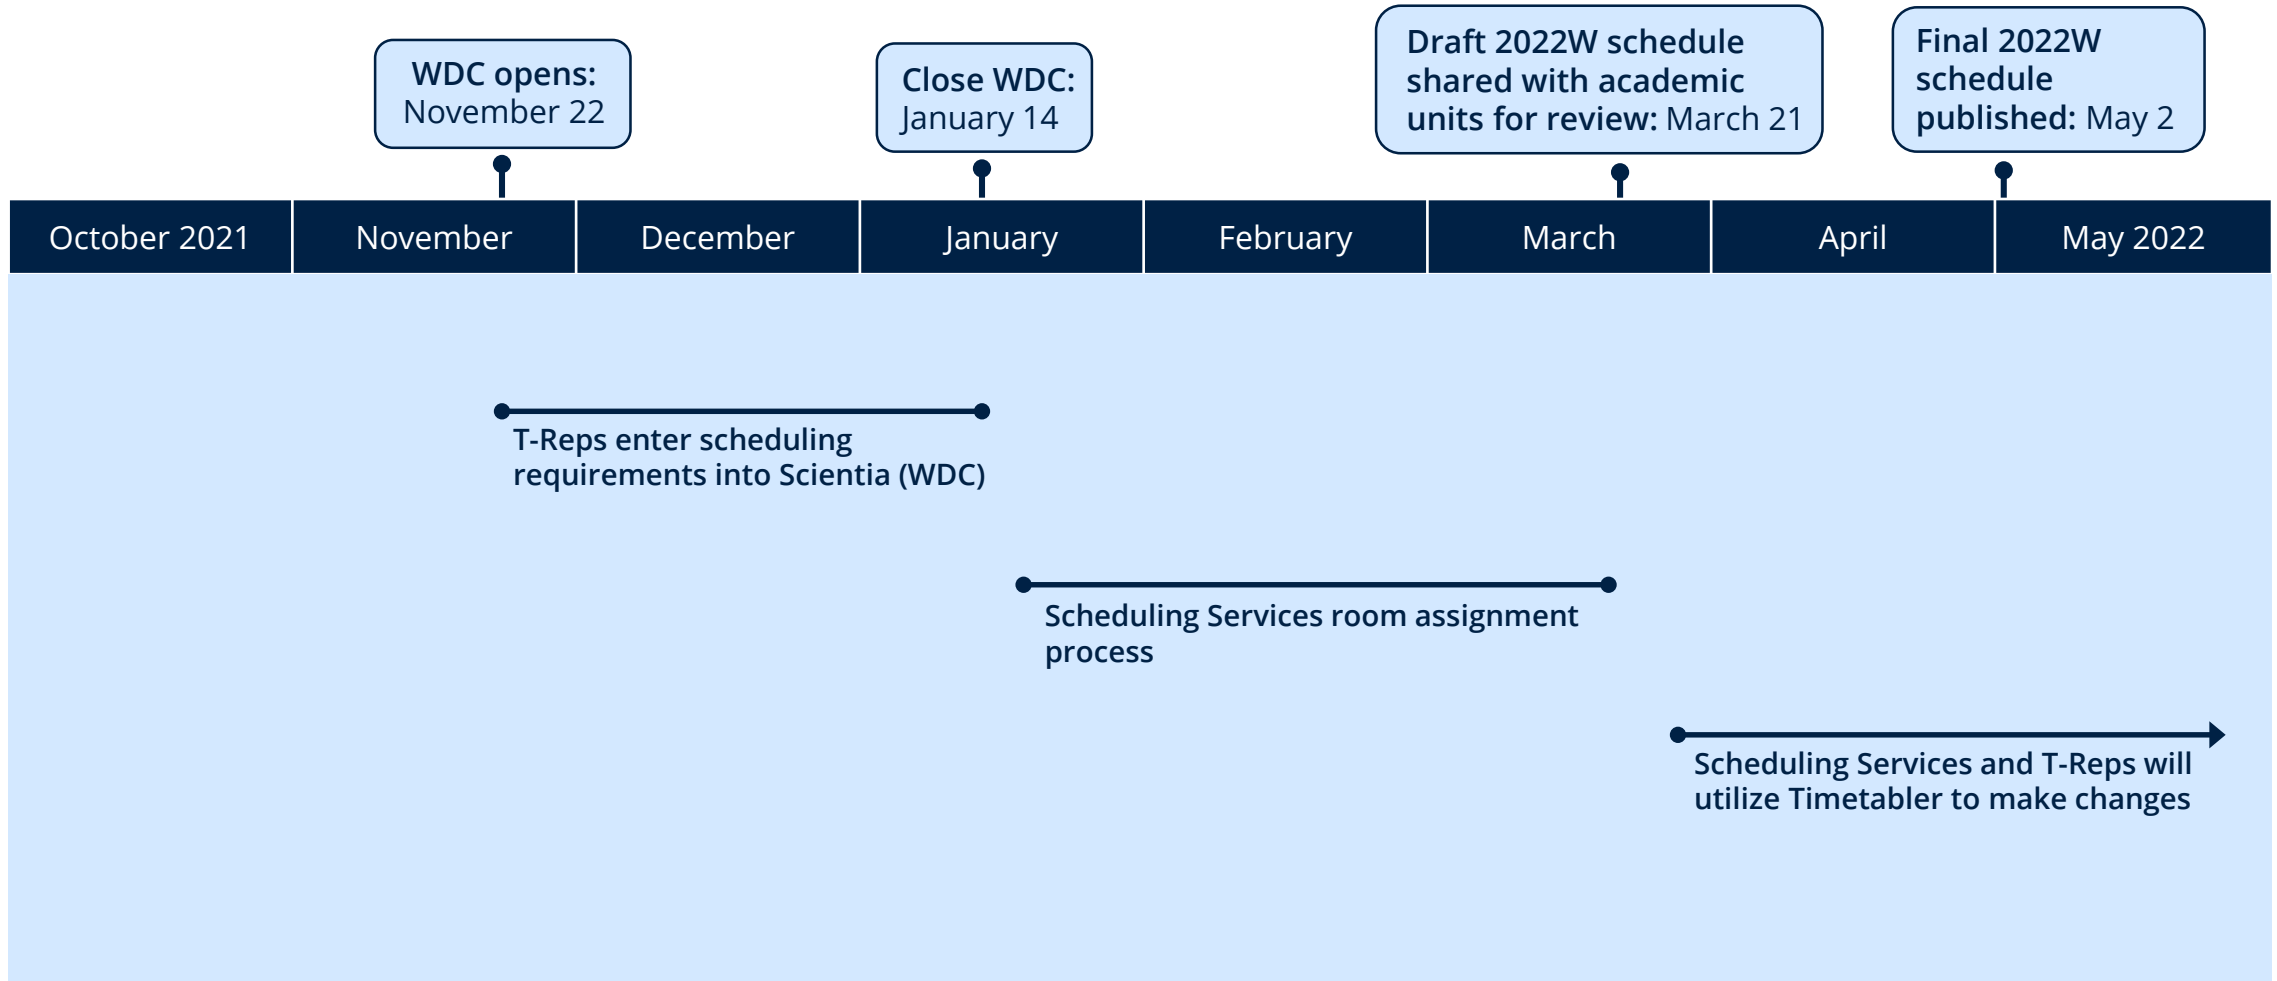 WDC opens:
November 22
Close WDC:
January 14
Draft 2022W schedule
shared with academic
units for review: March 21
Final 2022W
schedule
published: May 2
October 2021
November
December
January
February
March
April
May 2022
T-Reps enter scheduling
requirements into Scientia (WDC)
Scheduling Services room assignment
process
Scheduling Services and T-Reps will
utilize Timetabler to make changes